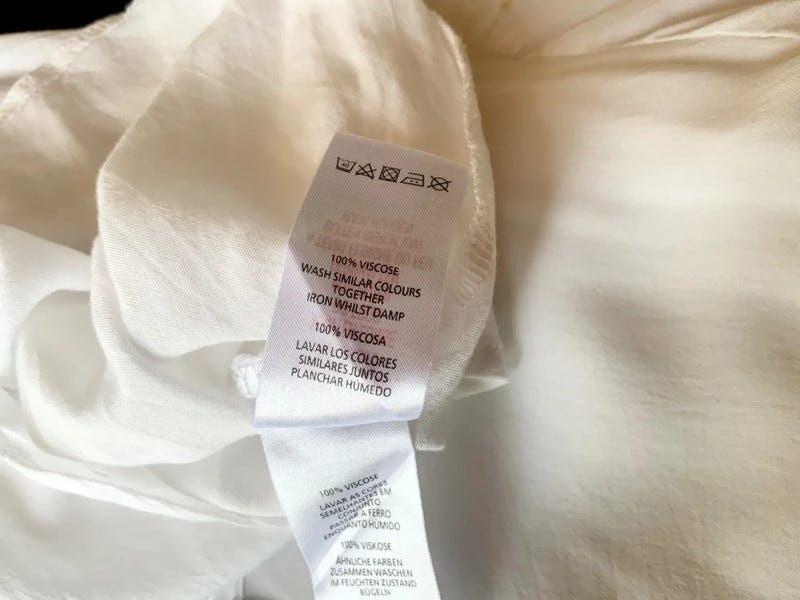 40
100% VISCOSE
WASH SIMILAR COLOURS
TOGETHER
IRON WHILST DAMP
100% VISCOSA
LAVAR LOS COLORES
SIMILARES JUNTOS
PLANCHAR HÚMEDO
100% VISCOSE
LAVAR AS CORES
SEMELHANTES EM
CONJUNTO
PASSAR A FERRO
ENQUANTO HUMIDO
100% VISKOSE
ÄHNLICHE FARBEN
ZUSAMMEN WASCHEN
IM FEUCHTEN ZUSTAND
BÜGELN